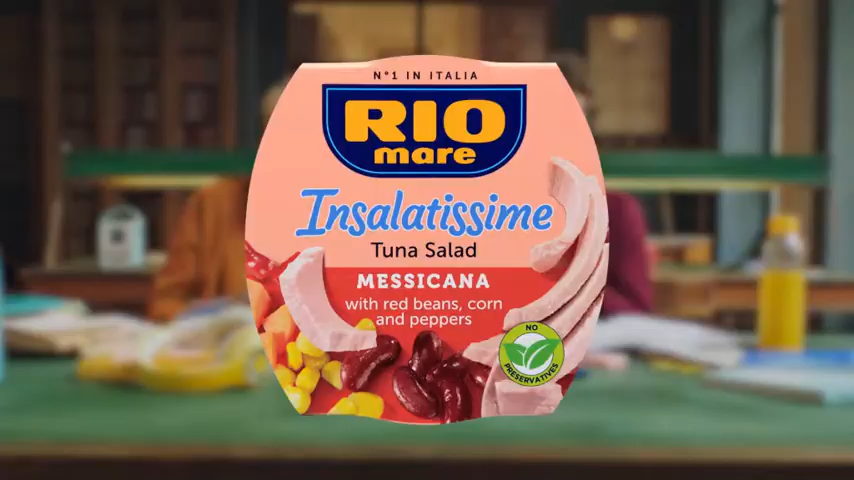 N°1 IN ITALIA
RIO
mare
Insalatissime
Tuna Salad
MESSICANA
with red beans, corn
and peppers
NO
PRESERVATIVES